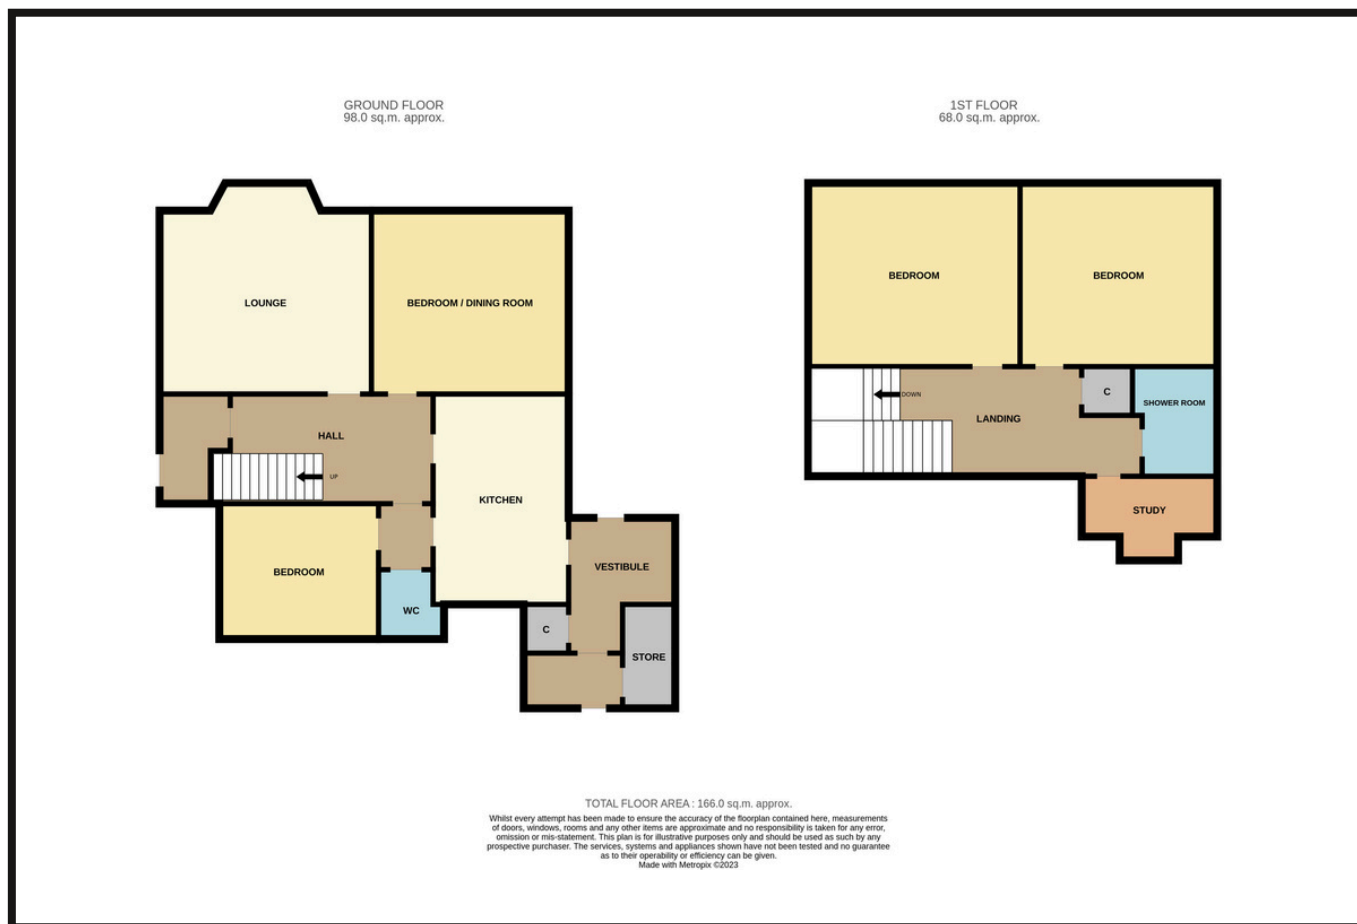 GROUND FLOOR
98.0 sq.m. approx.
LOUNGE
BEDROOM / DINING ROOM
HALL
UP
KITCHEN
BEDROOM
WC
VESTIBULE
C
STORE
1ST FLOOR
68.0 sq.m. approx.
BEDROOM
BEDROOM
DOWN
LANDING
C
SHOWER ROOM
STUDY
TOTAL FLOOR AREA : 166.0 sq.m. approx.
Whilst every attempt has been made to ensure the accuracy of the floorplan contained here, measurements
of doors, windows, rooms and any other items are approximate and no responsibility is taken for any error,
omission or mis-statement. This plan is for illustrative purposes only and should be used as such by any
prospective purchaser. The services, systems and appliances shown have not been tested and no guarantee
as to their operability or efficiency can be given.
Made with Metropix ©2023